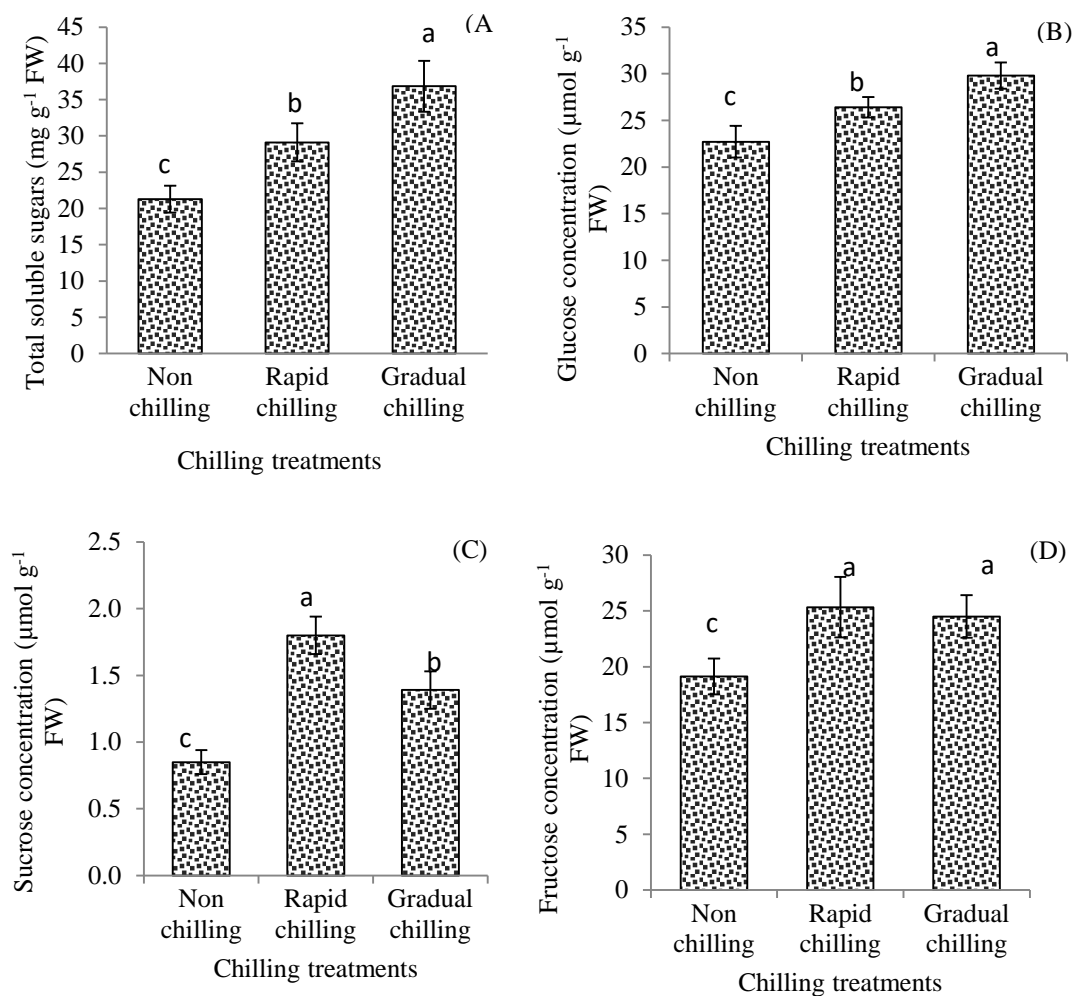 (A
Total soluble sugars (mg g⁻¹ FW)
45
40
35
30
25
20
15
10
5
0
c
b
a
Non chilling
Rapid chilling
Gradual chilling
Chilling treatments
(B)
Glucose concentration (µmol g⁻¹
FW)
35
30
25
20
15
10
5
0
c
b
a
Non chilling
Rapid chilling
Gradual chilling
Chilling treatments
(C)
Sucrose concentration (µmol g⁻¹
FW)
2.5
2.0
1.5
1.0
0.5
0.0
c
a
b
Non chilling
Rapid chilling
Gradual chilling
Chilling treatments
(D)
Fructose concentration (µmol g⁻¹
FW)
30
25
20
15
10
5
0
c
a
a
Non chilling
Rapid chilling
Gradual chilling
Chilling treatments